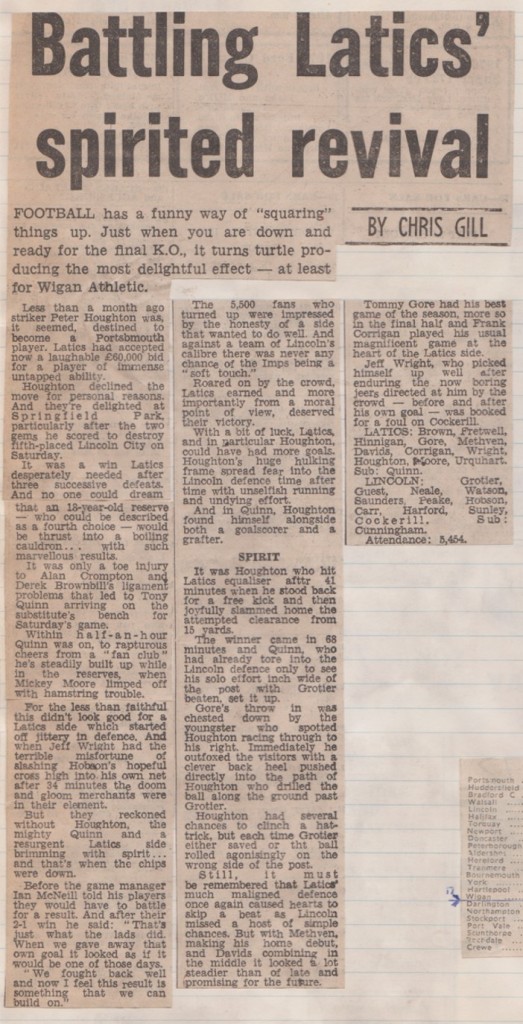 Battling Latics'
spirited revival
FOOTBALL has a funny way of "squaring"
things up. Just when you are down and
ready for the final K.O., it turns turtle pro-
ducing the most delightful effect — at least
for Wigan Athletic.
BY CHRIS GILL
Less than a month ago
striker Peter Houghton was,
it seemed, destined to
become a Portsmouth
player. Latics had accepted
now a laughable £60,000 bid
for a player of immense
untapped ability.
Houghton declined the
move for personal reasons.
And they're delighted at
Springfield Park,
particularly after the two
gems he scored to destroy
fifth-placed Lincoln City on
Saturday.
It was a win Latics
desperately needed after
three successive defeats.
And no one could dream
that an 18-year-old reserve
— who could be described
as a fourth choice — would
be thrust into a boiling
cauldron... with such
marvellous results.
It was only a toe injury
to Alan Crompton and
Derek Brownbill's ligament
problems that led to Tony
Quinn arriving on the
substitute's bench for
Saturday's game.
Within half-an-hour
Quinn was on, to rapturous
cheers from a "fan club"
he's steadily built up while
in the reserves, when
Mickey Moore limped off
with hamstring trouble.
For the less than faithful
this didn't look good for a
Latics side which started
off jittery in defence. And
when Jeff Wright had the
terrible misfortune of
slashing Hobson's hopeful
cross high into his own net
after 34 minutes the doom
and gloom merchants were
in their element.
But they reckoned
without Houghton, the
mighty Quinn and a
resurgent Latics side
brimming with spirit...
and that's when the chips
were down.
Before the game manager
Ian McNeill told his players
they would have to battle
for a result. And after their
2-1 win he said: "That's
just what the lads did.
When we gave away that
own goal it looked as if it
would be one of those days.
"We fought back well
and now I feel this result is
something that we can
build on."
The 5,500 fans who
turned up were impressed
by the honesty of a side
that wanted to do well. And
against a team of Lincoln's
calibre there was never any
chance of the Imps being a
"soft touch."
Roared on by the crowd,
Latics earned and more
importantly from a moral
point of view, deserved
their victory.
With a bit of luck, Latics,
and in particular Houghton,
could have had more goals.
Houghton's huge hulking
frame spread fear into the
Lincoln defence time after
time with unselfish running
and undying effort.
And in Quinn, Houghton
found himself alongside
both a goalscorer and a
grafter.
SPIRIT
It was Houghton who hit
Latics equaliser afttr 41
minutes when he stood back
for a free kick and then
joyfully slammed home the
attempted clearance from
15 yards.
The winner came in 68
minutes and Quinn, who
had already tore into the
Lincoln defence only to see
his solo effort inch wide of
the post with Grotier
beaten, set it up.
Gore's throw in was
chested down by the
youngster who spotted
Houghton racing through to
his right. Immediately he
outfoxed the visitors with a
clever back heel pushed
directly into the path of
Houghton who drilled the
ball along the ground past
Grotier.
Houghton had several
chances to clinch a hat-
trick, but each time Grotier
either saved or tht ball
rolled agonisingly on the
wrong side of the post.
Still, it must
be remembered that Latics'
much maligned defence
once again caused hearts to
skip a beat as Lincoln
missed a host of simple
chances. But with Methven,
making his home debut,
and Davids combining in
the middle it looked a lot
steadier than of late and
promising for the future.
Tommy Gore had his best
game of the season, more so
in the final half and Frank
Corrigan played his usual
magnificent game at the
heart of the Latics side.
Jeff Wright, who picked
himself up well after
enduring the now boring
jeers directed at him by the
crowd — before and after
his own goal — was booked
for a foul on Cockerill.
LATICS: Brown, Fretwell,
Hinnigan, Gore, Methven,
Davids, Corrigan, Wright,
Houghton, Moore, Urquhart.
Sub: Quinn.
LINCOLN: Grotier,
Guest, Neale, Watson,
Saunders, Peake, Hobson,
Carr, Harford, Sunley,
Cockerill. Sub:
Cunningham.
Attendance: 5,454.
Portsmouth
Huddersfield
Bradford C
Walsall
Lincoln
Halifax
Torquay
Newport
Doncaster
Peterborough
Aldershot
Hereford
Tranmere
Bournemouth
York
Hartlepool
Wigan
Darlington
Northampton
Stockport
Port Vale
Scunthorpe
Rochdale
Crewe